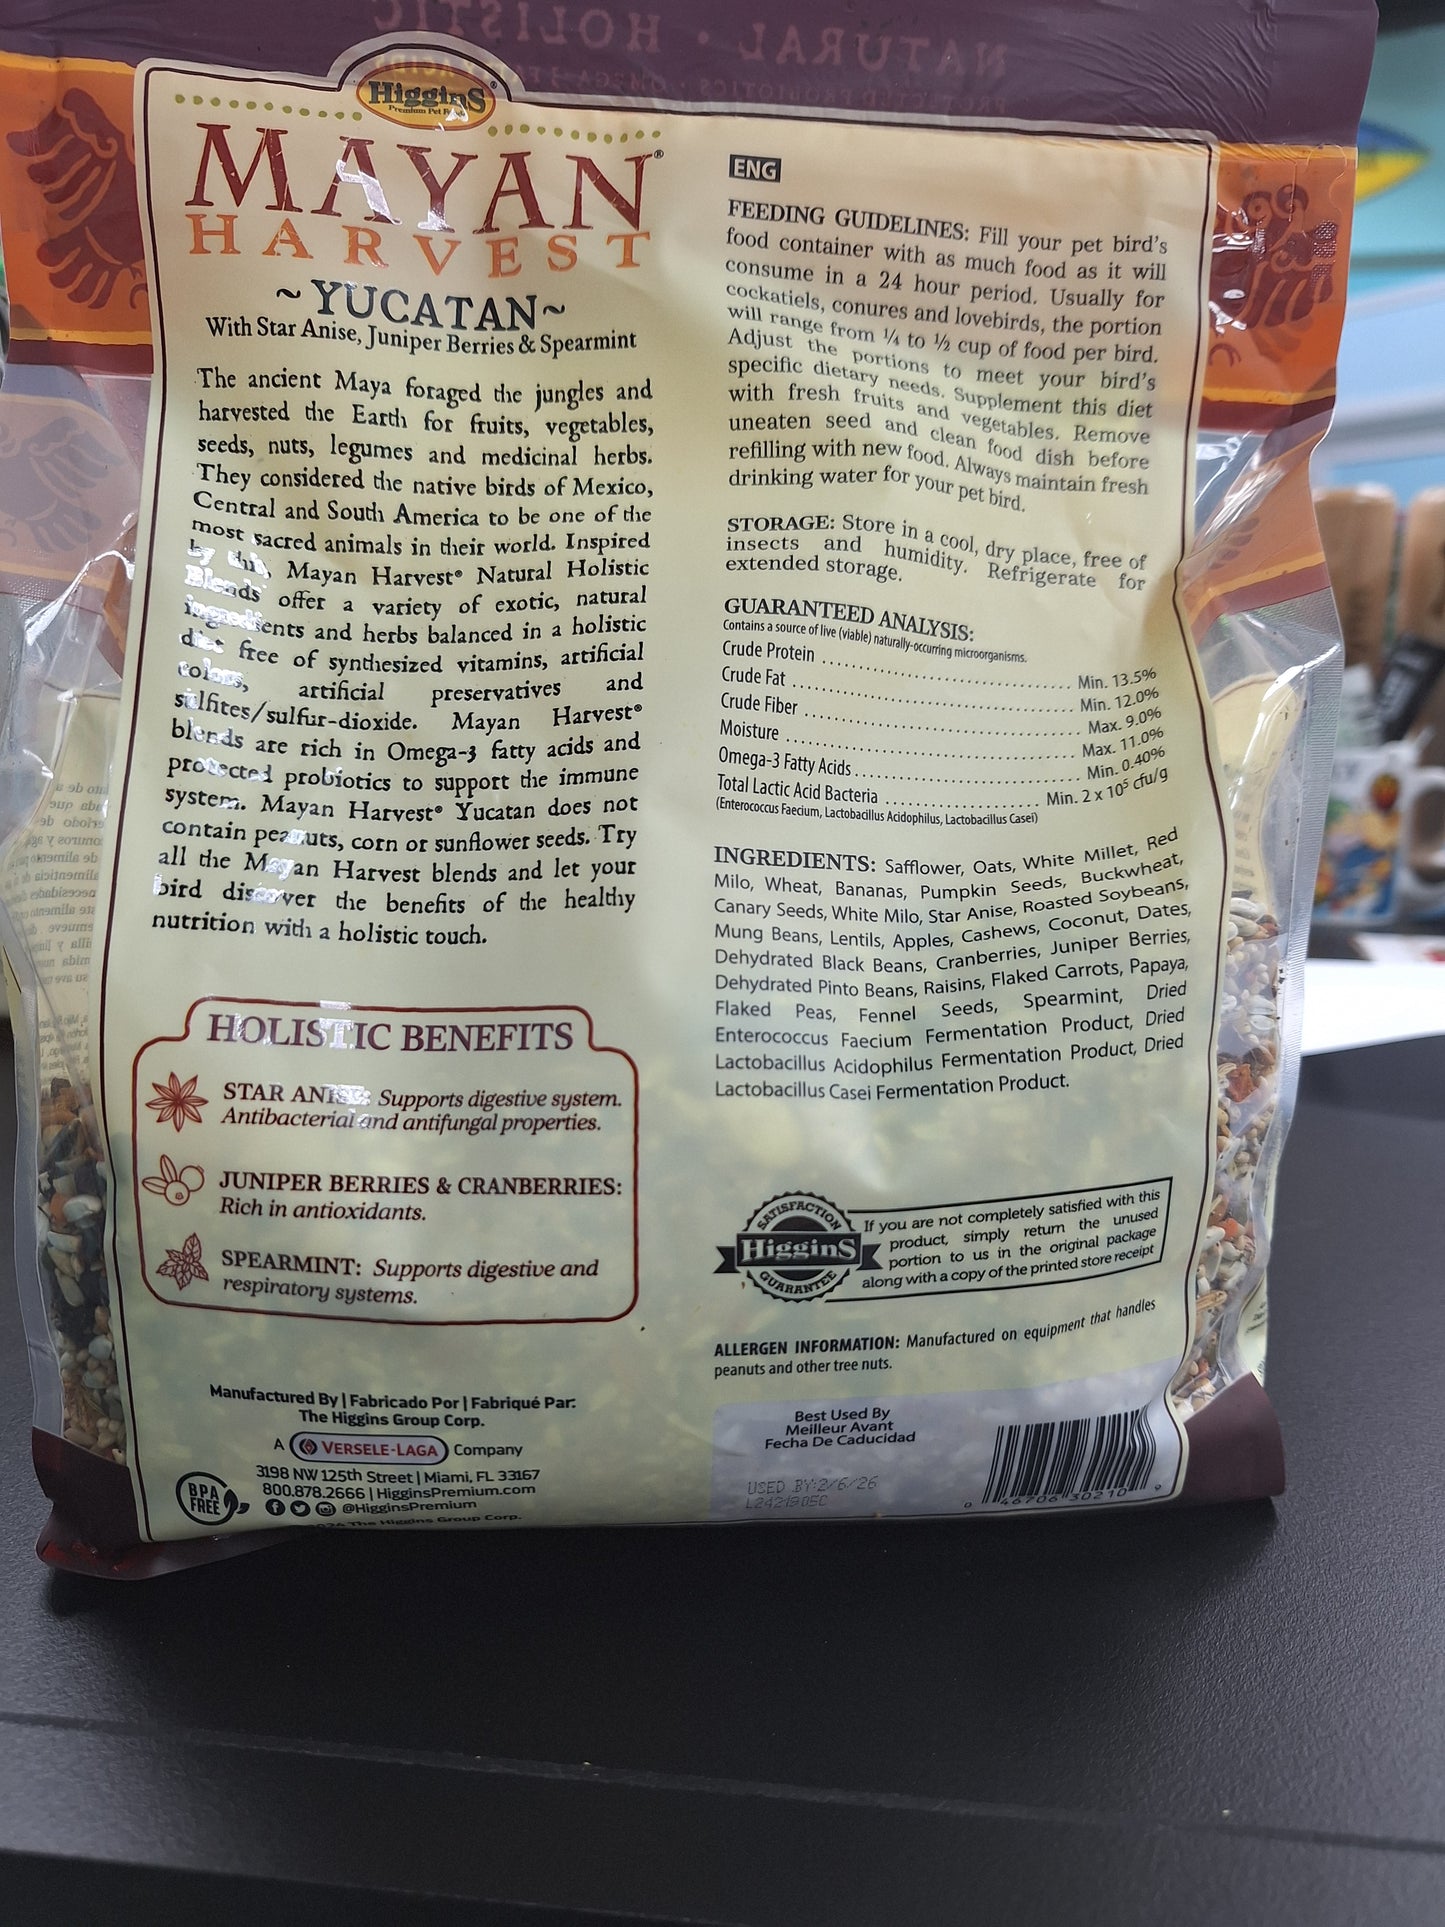 NATURAL • HOLISTIC
Higgins®
Premium Pet Foods
MAYAN®
HARVEST
~YUCATAN~
With Star Anise, Juniper Berries & Spearmint
The ancient Maya foraged the jungles and
harvested the Earth for fruits, vegetables,
seeds, nuts, legumes and medicinal herbs.
They considered the native birds of Mexico,
Central and South America to be one of the
most sacred animals in their world. Inspired
by this, Mayan Harvest® Natural Holistic
Blends offer a variety of exotic, natural
ingredients and herbs balanced in a holistic
diet free of synthesized vitamins, artificial
colors, artificial preservatives and
sulfites/sulfur-dioxide. Mayan Harvest®
blends are rich in Omega-3 fatty acids and
protected probiotics to support the immune
system. Mayan Harvest® Yucatan does not
contain peanuts, corn or sunflower seeds. Try
all the Mayan Harvest blends and let your
bird discover the benefits of the healthy
nutrition with a holistic touch.
HOLISTIC BENEFITS
STAR ANISE: Supports digestive system.
Antibacterial and antifungal properties.
JUNIPER BERRIES & CRANBERRIES:
Rich in antioxidants.
SPEARMINT: Supports digestive and
respiratory systems.
Manufactured By | Fabricado Por | Fabriqué Par:
The Higgins Group Corp.
A VERSELE-LAGA Company
3198 NW 125th Street | Miami, FL 33167
800.878.2666 | HigginsPremium.com
@HigginsPremium
The Higgins Group Corp.
BPA
FREE
ENG
FEEDING GUIDELINES: Fill your pet bird's
food container with as much food as it will
consume in a 24 hour period. Usually for
cockatiels, conures and lovebirds, the portion
will range from ¼ to ½ cup of food per bird.
Adjust the portions to meet your bird's
specific dietary needs. Supplement this diet
with fresh fruits and vegetables. Remove
uneaten seed and clean food dish before
refilling with new food. Always maintain fresh
drinking water for your pet bird.
STORAGE: Store in a cool, dry place, free of
insects and humidity. Refrigerate for
extended storage.
GUARANTEED ANALYSIS:
Contains a source of live (viable) naturally-occurring microorganisms.
Crude Protein ........ Min. 13.5%
Crude Fat ........ Min. 12.0%
Crude Fiber ........ Max. 9.0%
Moisture ........ Max. 11.0%
Omega-3 Fatty Acids ........ Min. 0.40%
Total Lactic Acid Bacteria ........ Min. 2 x 10⁵ cfu/g
(Enterococcus Faecium, Lactobacillus Acidophilus, Lactobacillus Casei)
INGREDIENTS: Safflower, Oats, White Millet, Red
Milo, Wheat, Bananas, Pumpkin Seeds, Buckwheat,
Canary Seeds, White Milo, Star Anise, Roasted Soybeans,
Mung Beans, Lentils, Apples, Cashews, Coconut, Dates,
Dehydrated Black Beans, Cranberries, Juniper Berries,
Dehydrated Pinto Beans, Raisins, Flaked Carrots, Papaya,
Flaked Peas, Fennel Seeds, Spearmint, Dried
Enterococcus Faecium Fermentation Product, Dried
Lactobacillus Acidophilus Fermentation Product, Dried
Lactobacillus Casei Fermentation Product.
SATISFACTION
Higgins
GUARANTEE
If you are not completely satisfied with this
product, simply return the unused
portion to us in the original package
along with a copy of the printed store receipt
ALLERGEN INFORMATION: Manufactured on equipment that handles
peanuts and other tree nuts.
Best Used By
Meilleur Avant
Fecha De Caducidad
USED BY:2/6/26
0 46706 30210 9